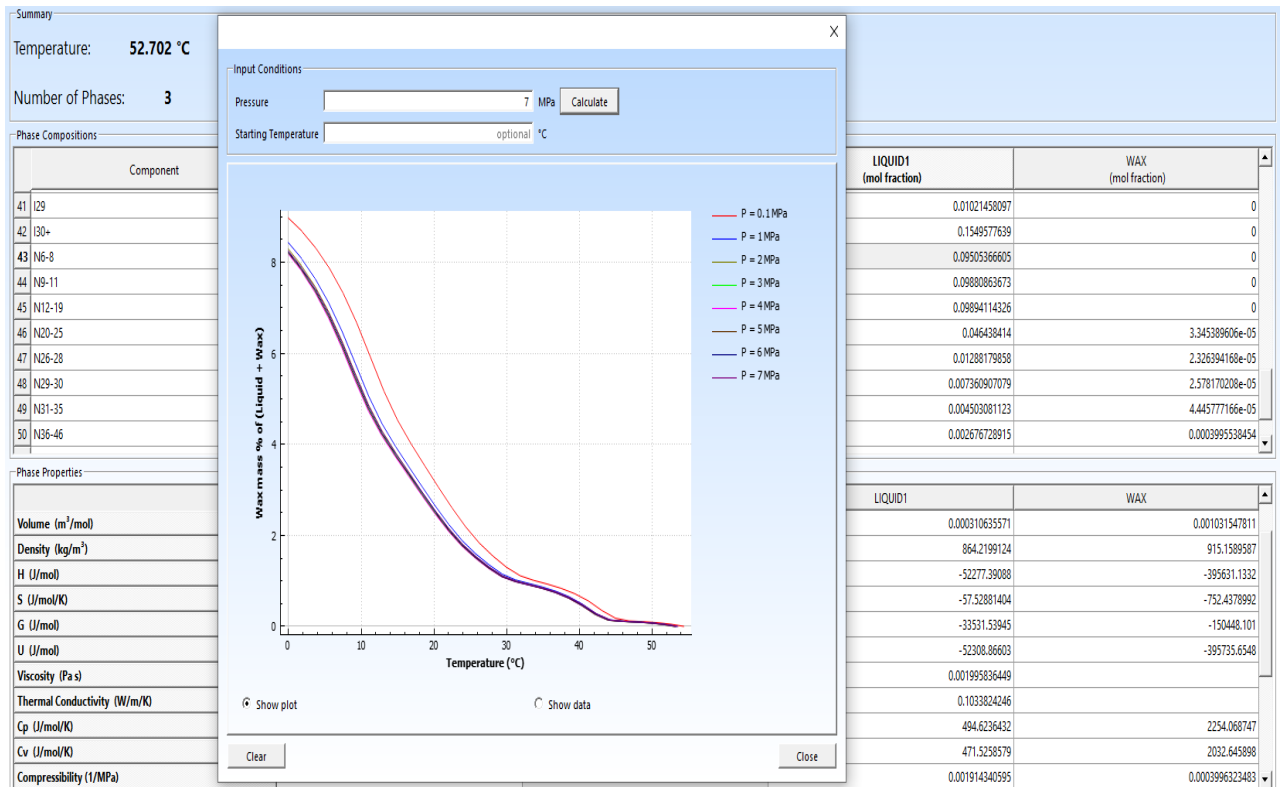 Summary
Temperature: 52.702 °C
Number of Phases: 3
X
Input Conditions
Pressure 7 MPa Calculate
Starting Temperature optional °C
Phase Compositions
Component LIQUID1 (mol fraction) WAX (mol fraction)
41 I29 0.01021458097 0
42 I30+ 0.1549577639 0
43 N6-8 0.09505366605 0
44 N9-11 0.09880863673 0
45 N12-19 0.09894114326 0
46 N20-25 0.046438414 3.345389606e-05
47 N26-28 0.01288179858 2.326394168e-05
48 N29-30 0.007360907079 2.578170208e-05
49 N31-35 0.004503081123 4.445777166e-05
50 N36-46 0.002676728915 0.0003995538454
Wax mass % of (Liquid + Wax)
8
6
4
2
0
0 10 20 30 40 50
Temperature (°C)
P = 0.1 MPa
P = 1 MPa
P = 2 MPa
P = 3 MPa
P = 4 MPa
P = 5 MPa
P = 6 MPa
P = 7 MPa
Show plot Show data
Clear Close
Phase Properties
LIQUID1 WAX
Volume (m³/mol) 0.000310635571 0.001031547811
Density (kg/m³) 864.2199124 915.1589587
H (J/mol) -52277.39088 -395631.1332
S (J/mol/K) -57.52881404 -752.4378992
G (J/mol) -33531.53945 -150448.101
U (J/mol) -52308.86603 -395735.6548
Viscosity (Pa s) 0.001995836449
Thermal Conductivity (W/m/K) 0.1033824246
Cp (J/mol/K) 494.6236432 2254.068747
Cv (J/mol/K) 471.5258579 2032.645898
Compressibility (1/MPa) 0.001914340595 0.0003996323483